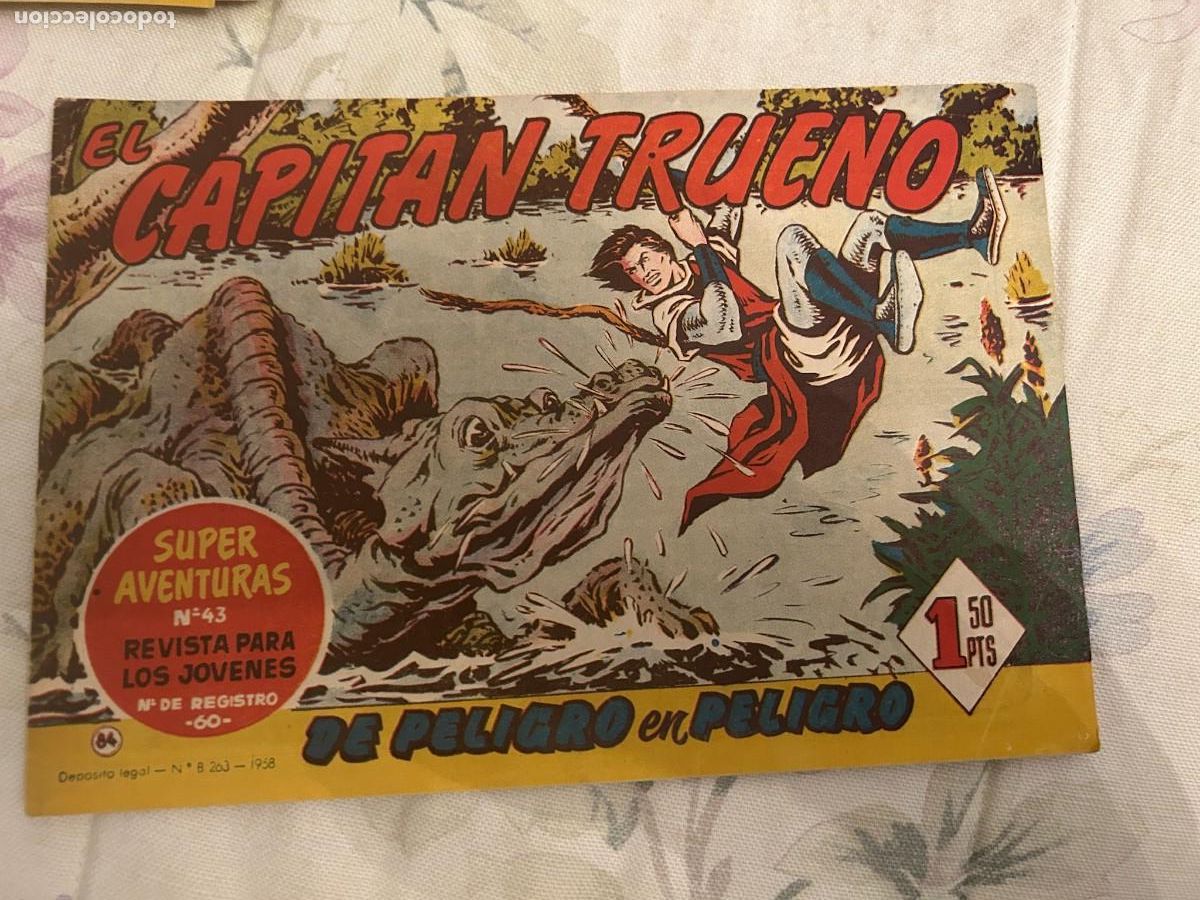 todocoleccion
EL
CAPITAN TRUENO
SUPER
AVENTURAS
Nº 43
REVISTA PARA
LOS JOVENES
Nº DE REGISTRO
-60-
84
Deposito legal — N.º B 263 — 1958
DE PELIGRO en PELIGRO
1 50
PTS